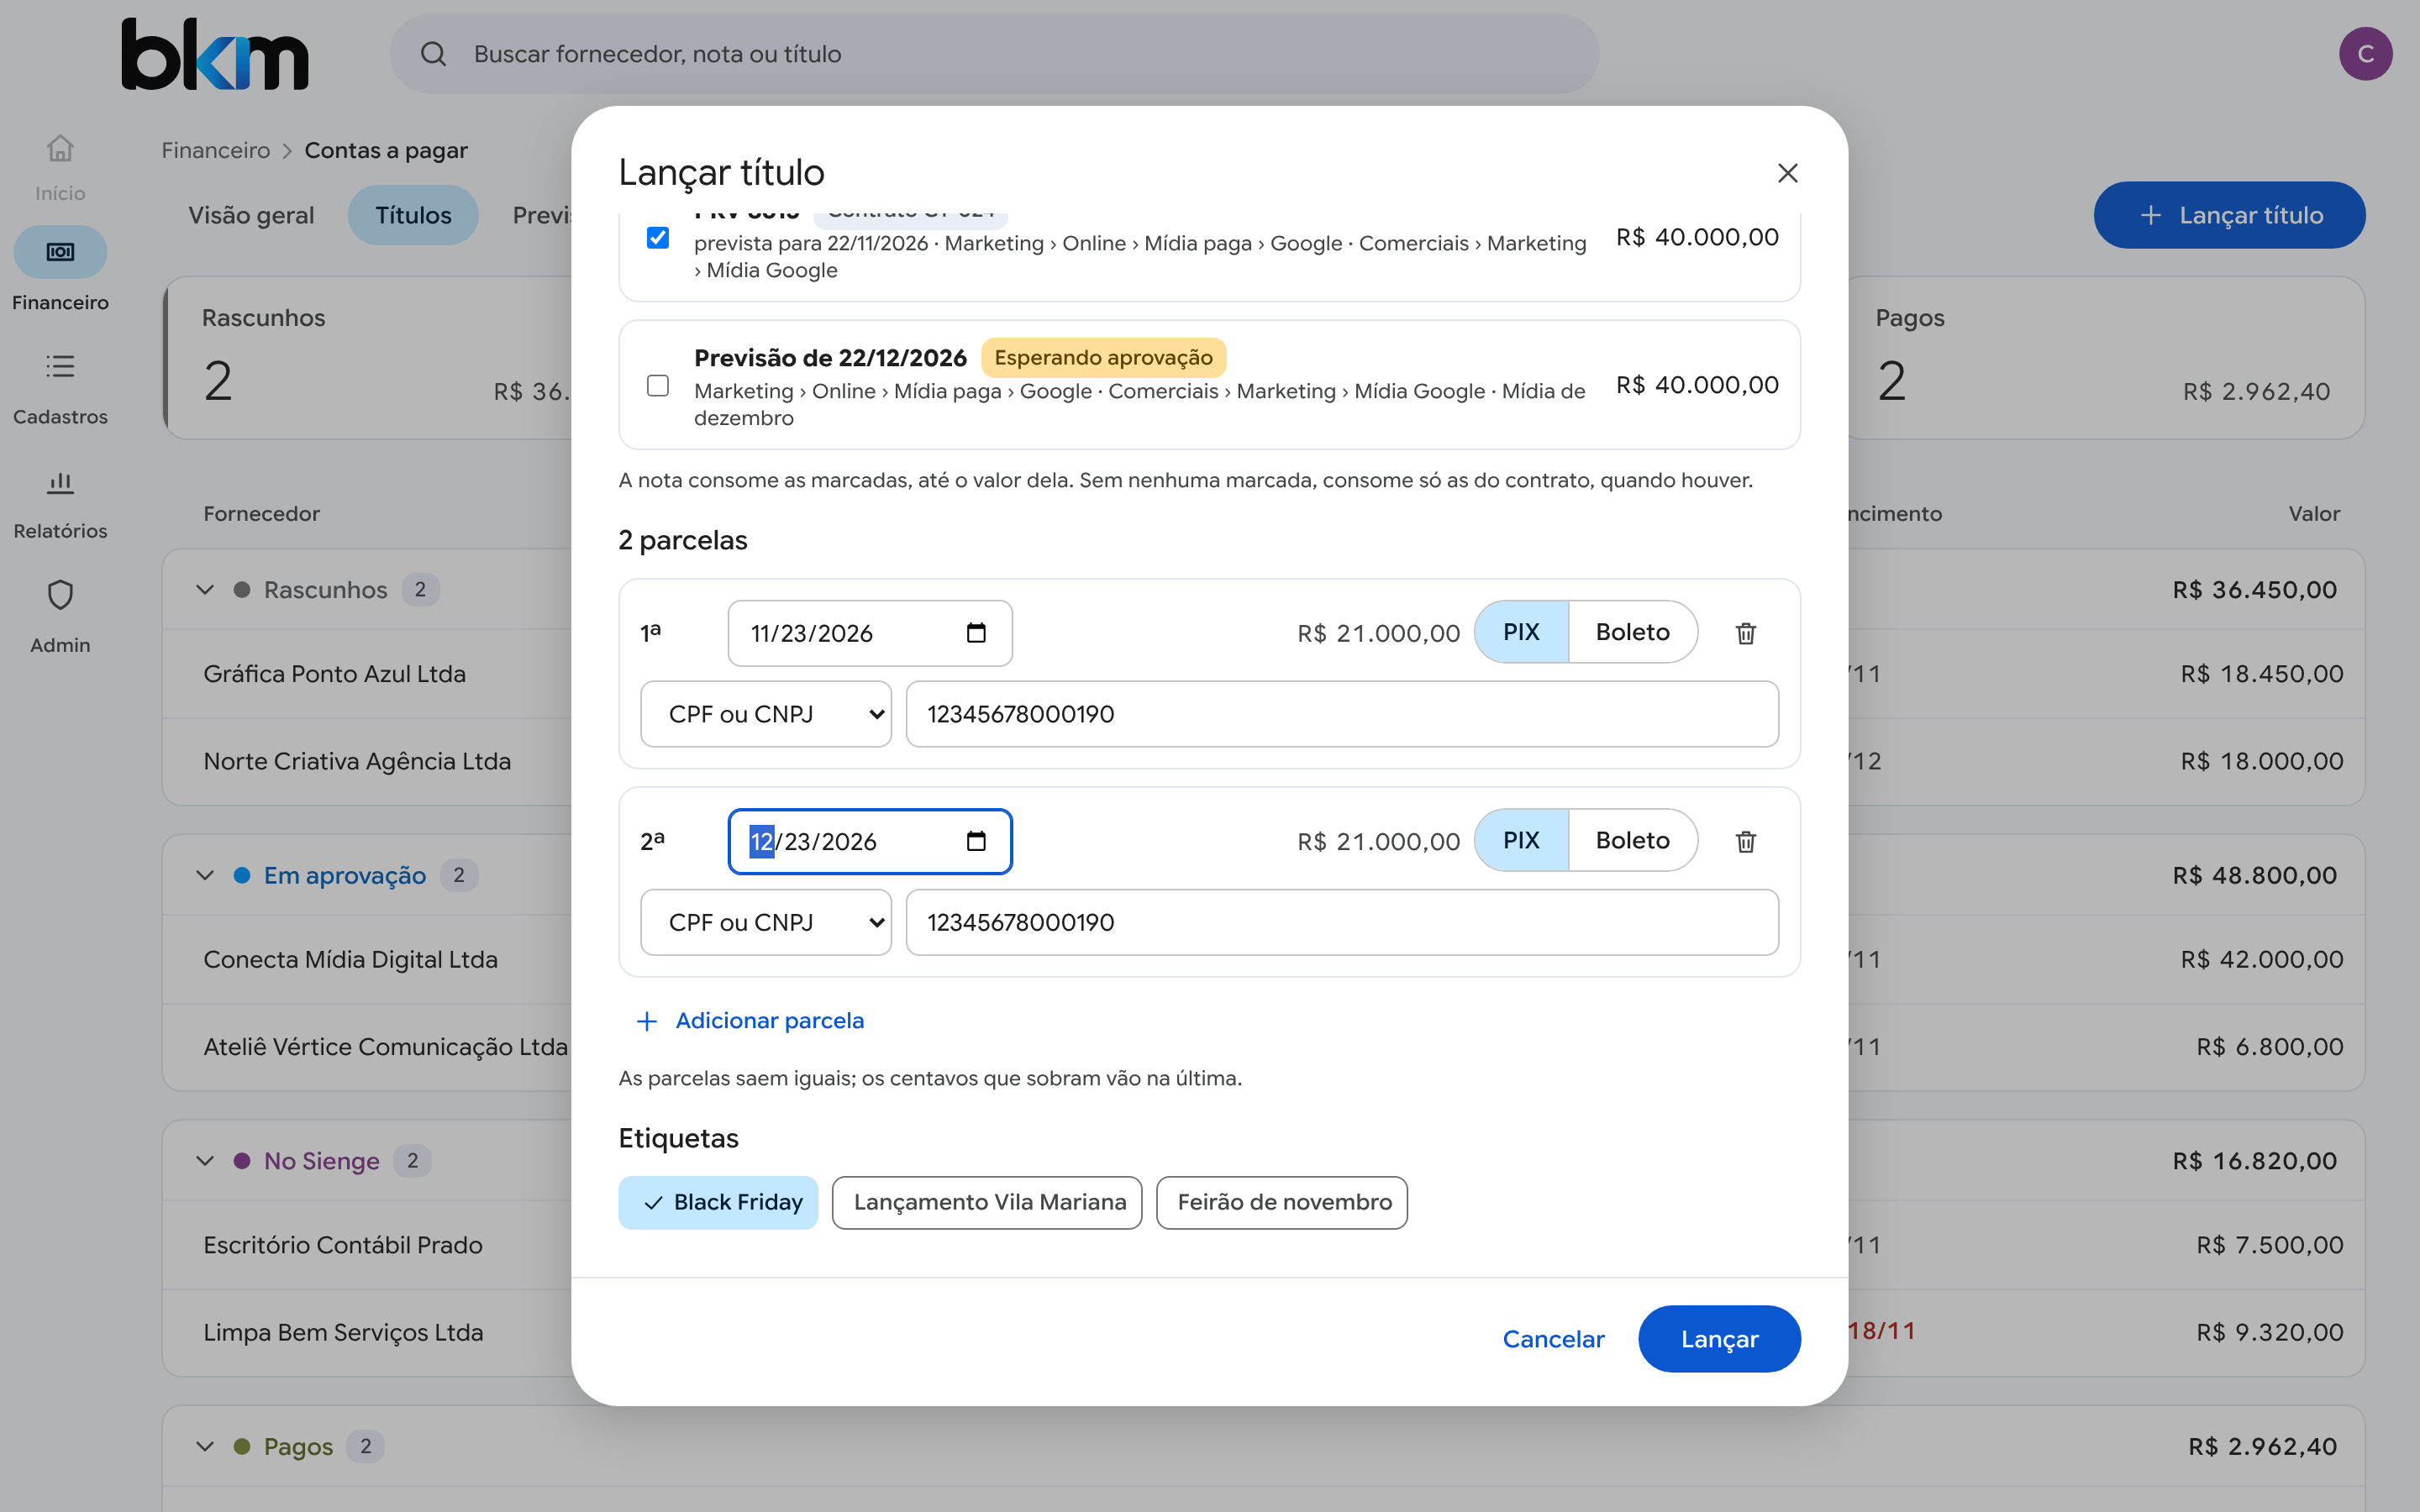 bkm
Buscar fornecedor, nota ou título
C
Início
Financeiro
Cadastros
Relatórios
Admin
Financeiro > Contas a pagar
Visão geral
Títulos
Lançar título
Rascunhos
2
R$ 36.
Pagos
2
R$ 2.962,40
Fornecedor
Valor
Rascunhos 2
R$ 36.450,00
Gráfica Ponto Azul Ltda
/11
R$ 18.450,00
Norte Criativa Agência Ltda
/12
R$ 18.000,00
Em aprovação 2
R$ 48.800,00
Conecta Mídia Digital Ltda
/11
R$ 42.000,00
Ateliê Vértice Comunicação Ltda
/11
R$ 6.800,00
No Sienge 2
R$ 16.820,00
Escritório Contábil Prado
/11
R$ 7.500,00
Limpa Bem Serviços Ltda
18/11
R$ 9.320,00
Pagos 2
R$ 2.962,40
Lançar título
prevista para 22/11/2026 · Marketing › Online › Mídia paga › Google · Comerciais › Marketing
› Mídia Google
R$ 40.000,00
Previsão de 22/12/2026 Esperando aprovação
Marketing › Online › Mídia paga › Google · Comerciais › Marketing › Mídia Google · Mídia de
dezembro
R$ 40.000,00
A nota consome as marcadas, até o valor dela. Sem nenhuma marcada, consome só as do contrato, quando houver.
2 parcelas
1ª 11/23/2026 R$ 21.000,00 PIX Boleto
CPF ou CNPJ 12345678000190
2ª 12/23/2026 R$ 21.000,00 PIX Boleto
CPF ou CNPJ 12345678000190
Adicionar parcela
As parcelas saem iguais; os centavos que sobram vão na última.
Etiquetas
Black Friday
Lançamento Vila Mariana
Feirão de novembro
Cancelar
Lançar